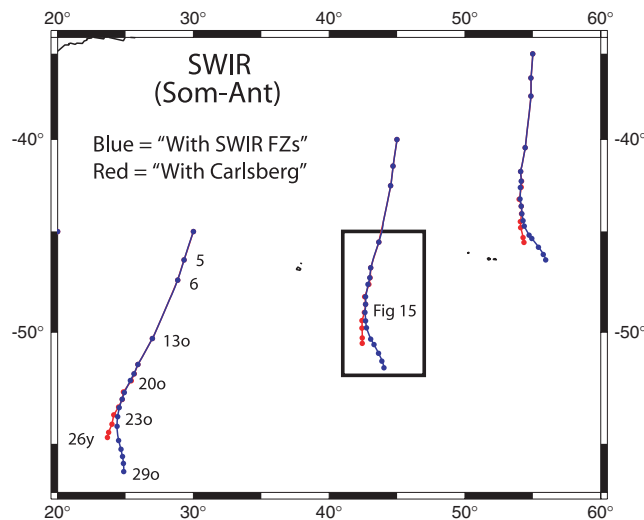 20° 30° 40° 50° 60°
SWIR
(Som-Ant)
Blue = "With SWIR FZs"
Red = "With Carlsberg"
-40° -40°
5
6
Fig 15
-50° -50°
13o
20o
23o
26y
29o
20° 30° 40° 50° 60°